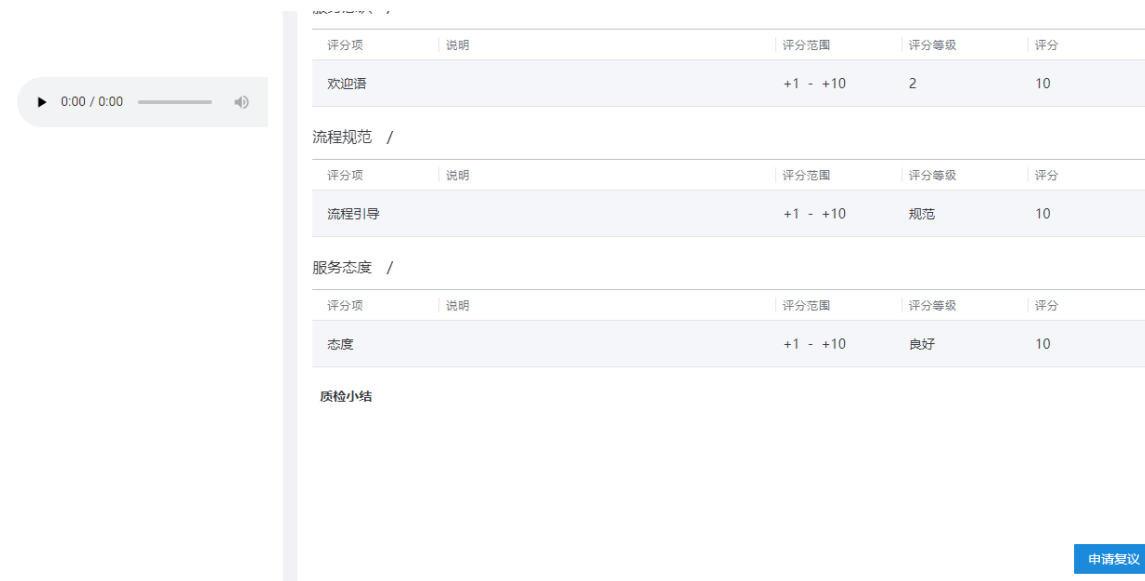 评分项 说明 评分范围 评分等级 评分
欢迎语 +1 - +10 2 10
0:00 / 0:00
流程规范 /
评分项 说明 评分范围 评分等级 评分
流程引导 +1 - +10 规范 10
服务态度 /
评分项 说明 评分范围 评分等级 评分
态度 +1 - +10 良好 10
质检小结
申请复议